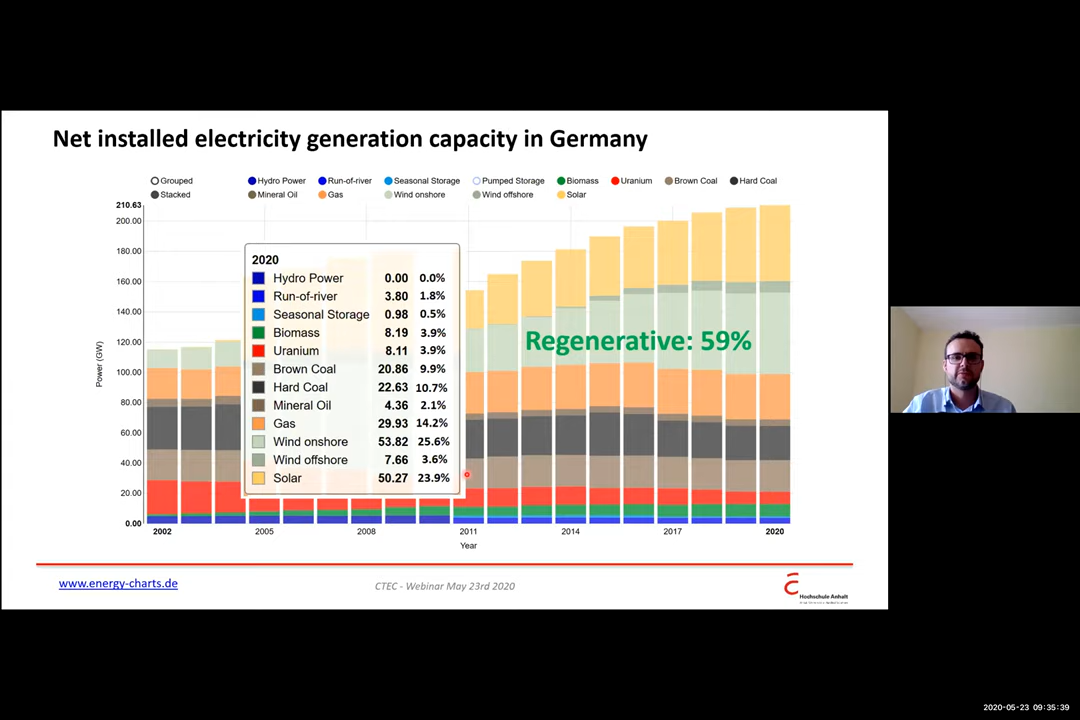 Net installed electricity generation capacity in Germany
Grouped Hydro Power Run-of-river Seasonal Storage Pumped Storage Biomass Uranium Brown Coal Hard Coal
Stacked Mineral Oil Gas Wind onshore Wind offshore Solar
210.63
200.00
180.00
160.00
140.00
120.00
100.00
80.00
60.00
40.00
20.00
0.00
Power (GW)
2020
Hydro Power 0.00 0.0%
Run-of-river 3.80 1.8%
Seasonal Storage 0.98 0.5%
Biomass 8.19 3.9%
Uranium 8.11 3.9%
Brown Coal 20.86 9.9%
Hard Coal 22.63 10.7%
Mineral Oil 4.36 2.1%
Gas 29.93 14.2%
Wind onshore 53.82 25.6%
Wind offshore 7.66 3.6%
Solar 50.27 23.9%
Regenerative: 59%
2002 2005 2008 2011 2014 2017 2020
Year
www.energy-charts.de
CTEC - Webinar May 23rd 2020
Hochschule Anhalt
2020-05-23 09:35:39